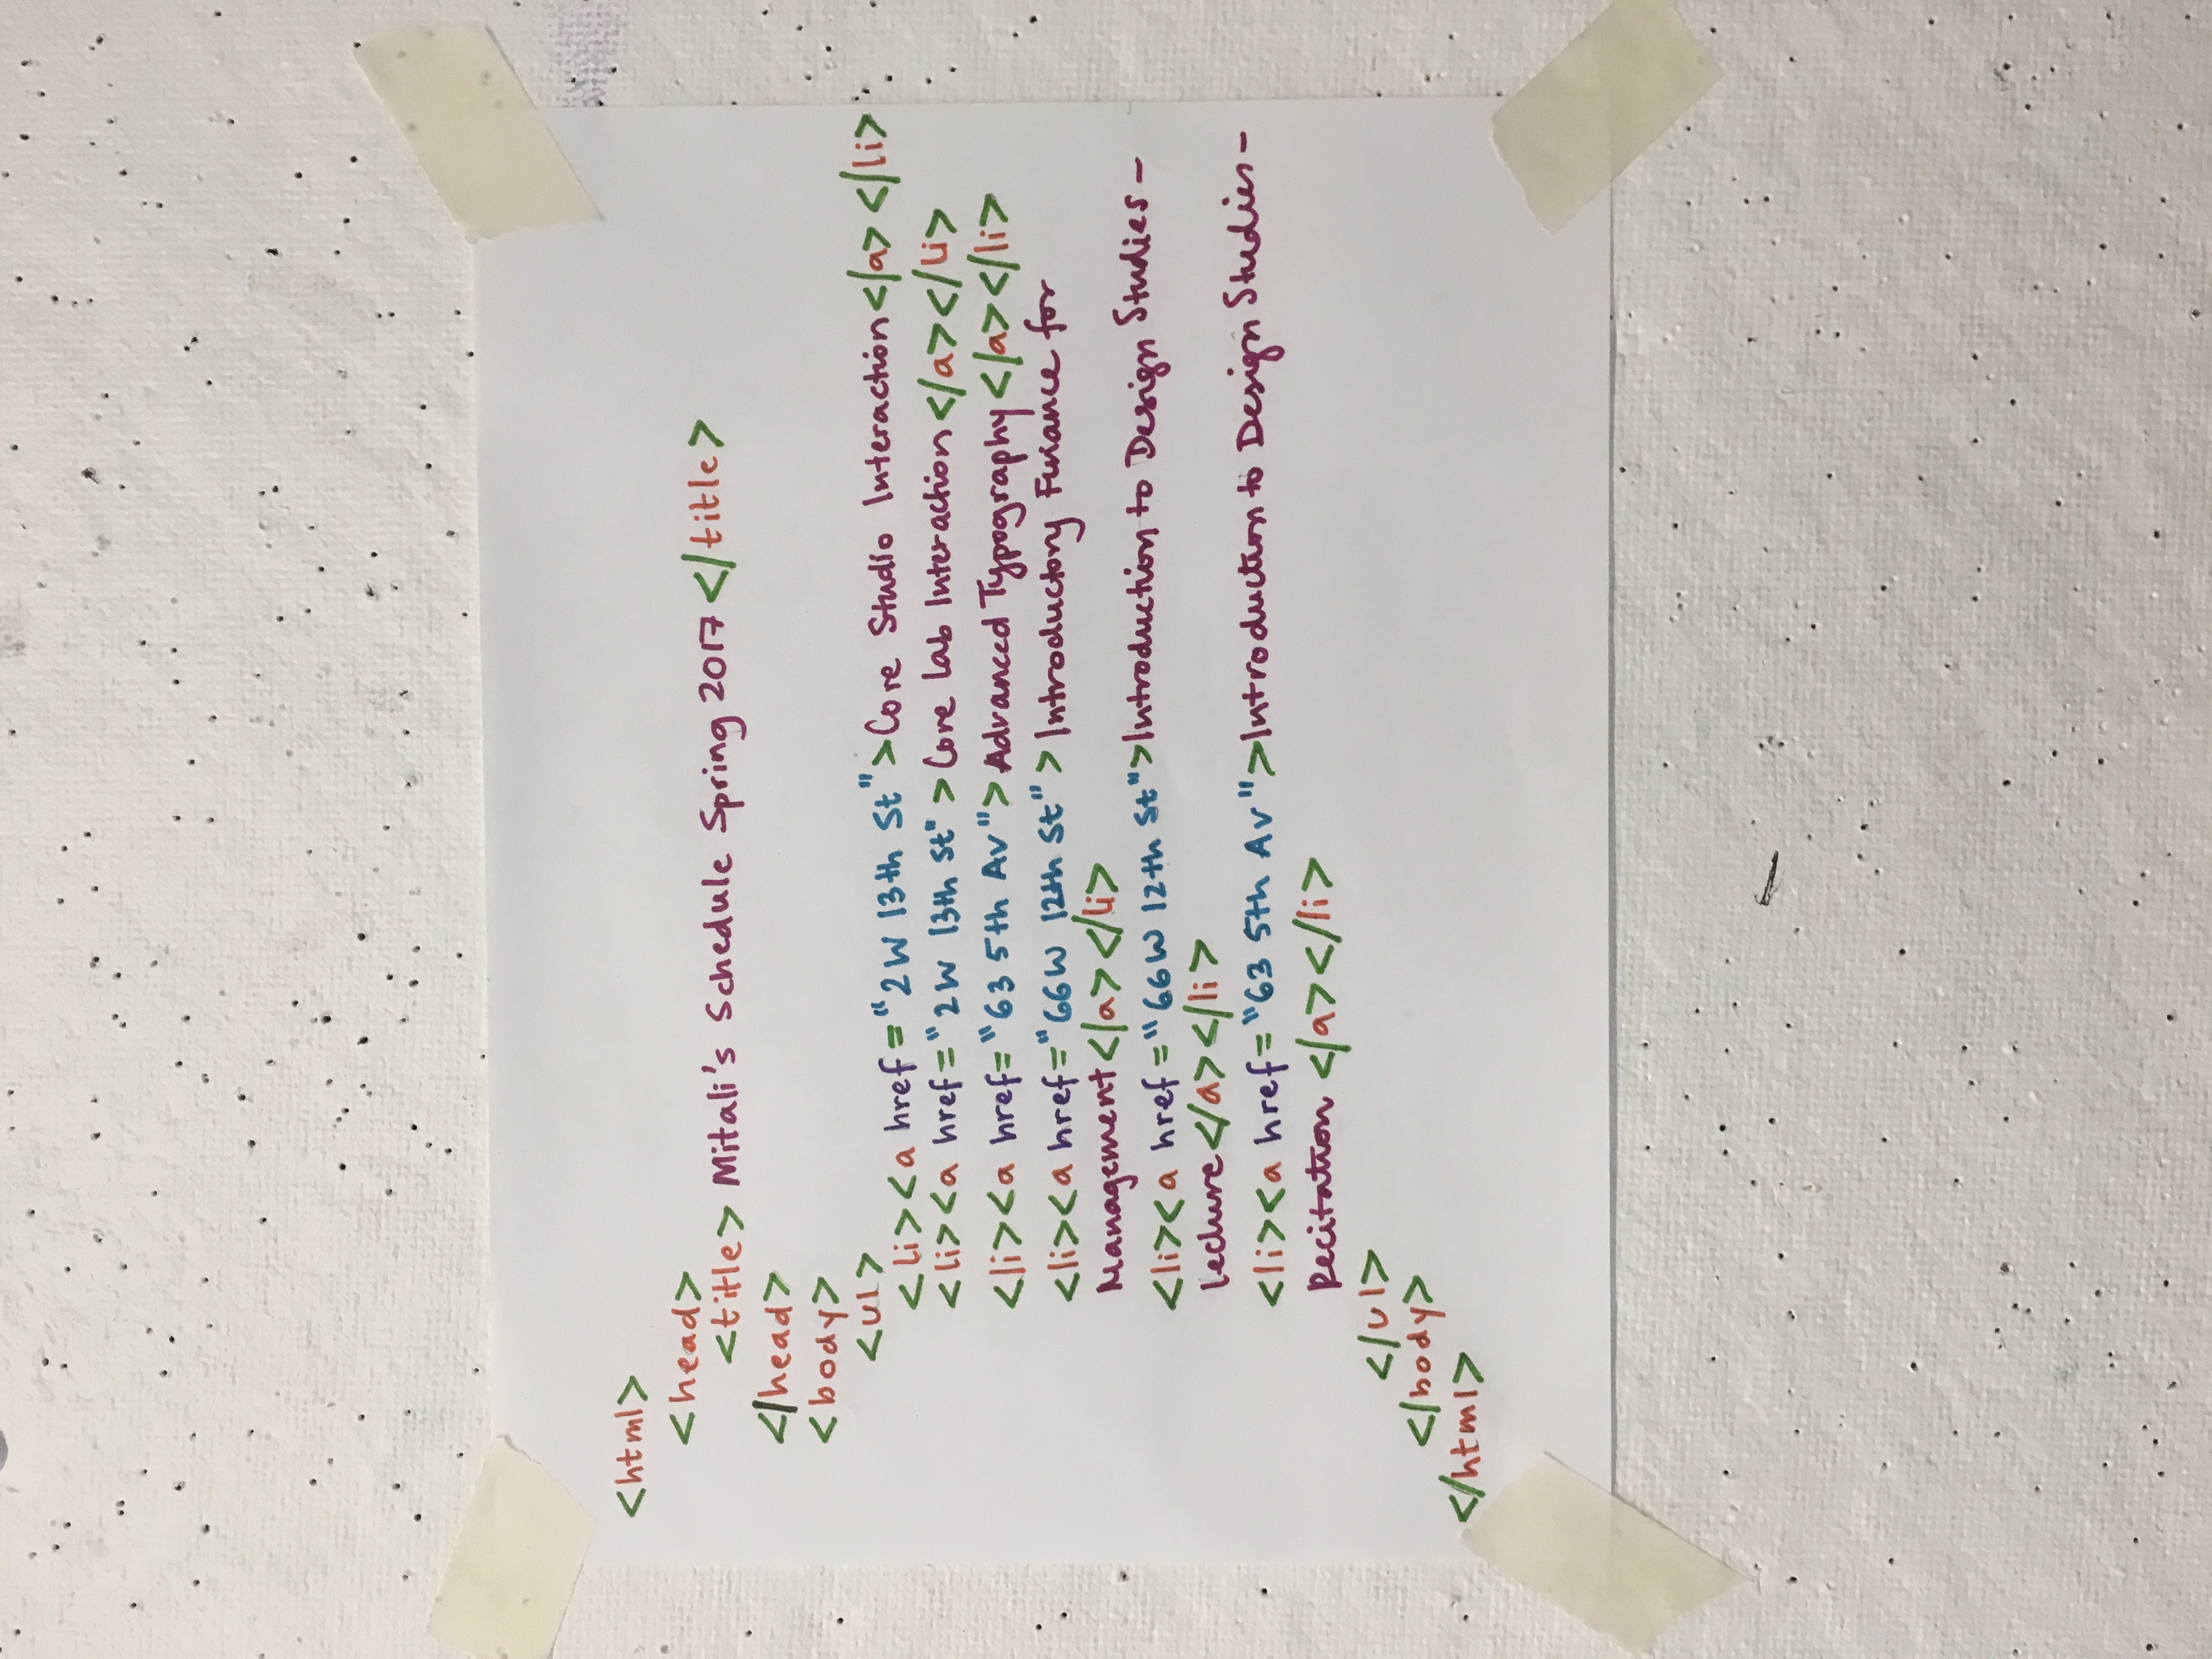 <html>
<head>
<title> Mitali's Schedule Spring 2017</title>
</head>
<body>
<ul>
<li><a href="2W 13th St">Core Studio Interaction</a></li>
<li><a href="2W 13th St">Core Lab Interaction</a></li>
<li><a href="63 5th Av">Advanced Typography</a></li>
<li><a href="66W 12th St">Introductory Finance for
Management</a></li>
<li><a href="66W 12th St">Introduction to Design Studies-
lecture</a></li>
<li><a href="63 5th Av">Introduction to Design Studies-
Recitation </a></li>
</ul>
</body>
</html>